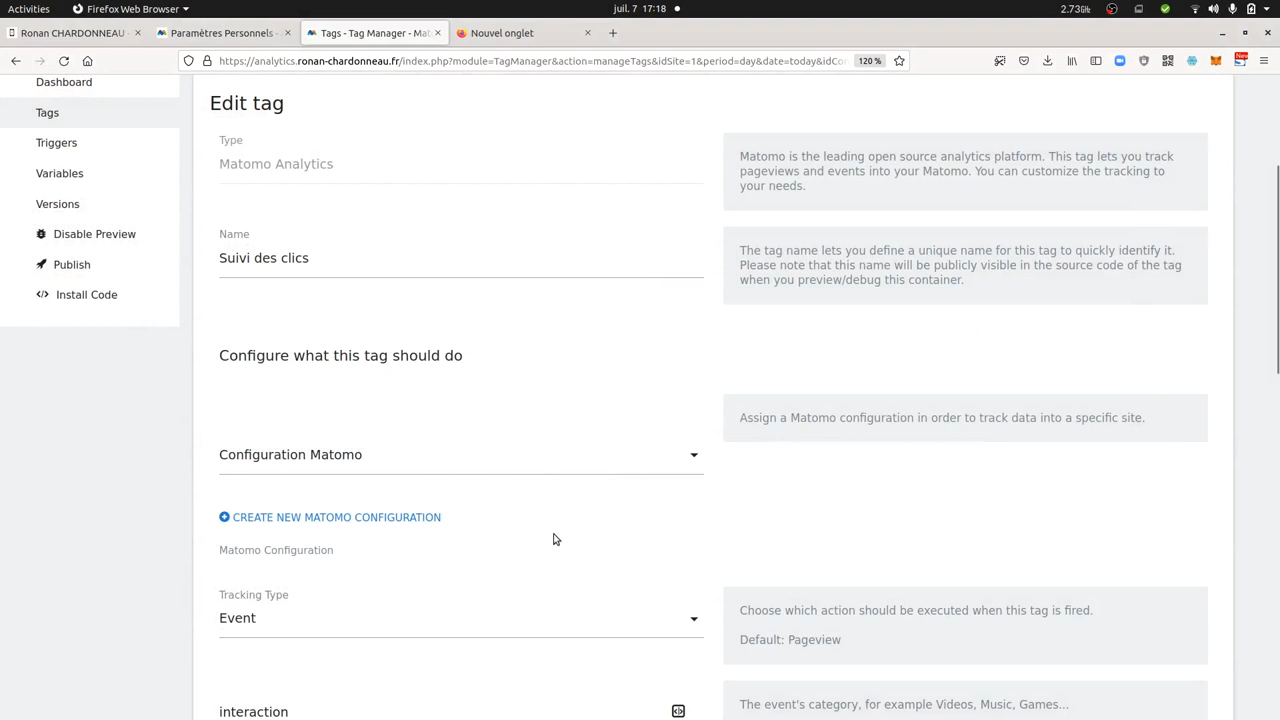 Activities
Firefox Web Browser
juil. 7 17:18
2.73GHz
Ronan CHARDONNEAU
Paramètres Personnels -
Tags - Tag Manager - Mat
Nouvel onglet
https://analytics.ronan-chardonneau.fr/index.php?module=TagManager&action=manageTags&idSite=1&period=day&date=today&idCon
120 %
New
Dashboard
Tags
Triggers
Variables
Versions
Disable Preview
Publish
Install Code
Edit tag
Type
Matomo Analytics
Matomo is the leading open source analytics platform. This tag lets you track
pageviews and events into your Matomo. You can customize the tracking to
your needs.
Name
Suivi des clics
The tag name lets you define a unique name for this tag to quickly identify it.
Please note that this name will be publicly visible in the source code of the tag
when you preview/debug this container.
Configure what this tag should do
Assign a Matomo configuration in order to track data into a specific site.
Configuration Matomo
CREATE NEW MATOMO CONFIGURATION
Matomo Configuration
Tracking Type
Event
Choose which action should be executed when this tag is fired.
Default: Pageview
interaction
The event's category, for example Videos, Music, Games...